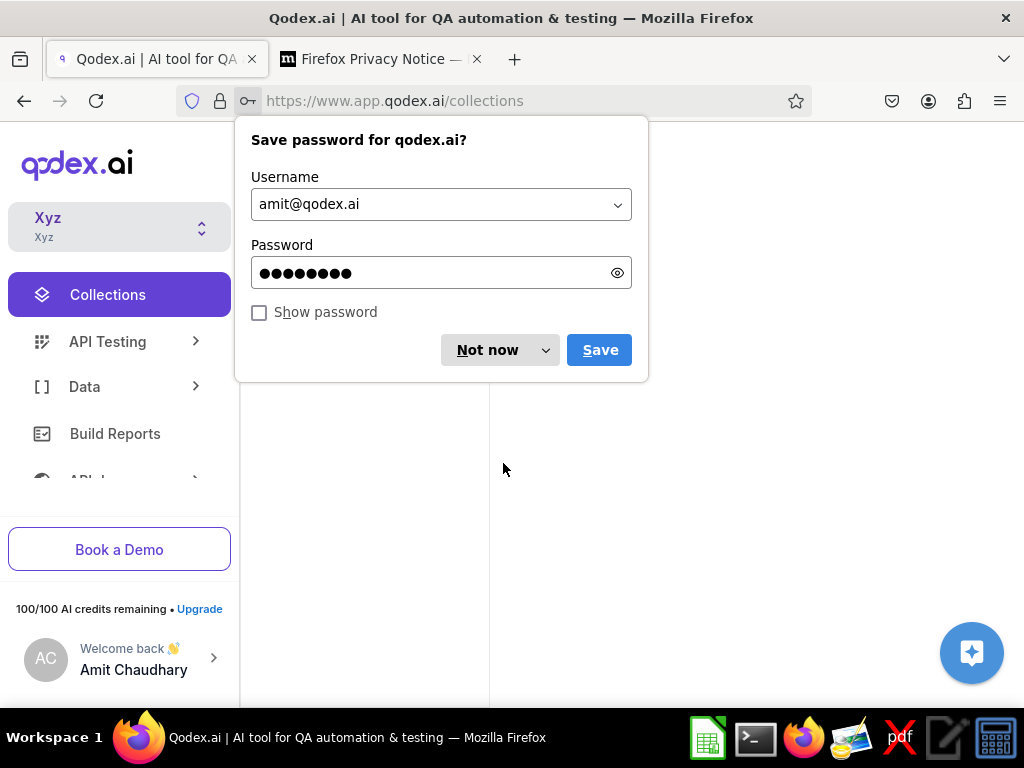 Qodex.ai | AI tool for QA automation & testing — Mozilla Firefox
Qodex.ai | AI tool for QA
Firefox Privacy Notice —
https://www.app.qodex.ai/collections
Save password for qodex.ai?
Username
amit@qodex.ai
Password
Show password
Not now
Save
qodex.ai
Xyz
Xyz
Collections
API Testing
Data
Build Reports
Book a Demo
100/100 AI credits remaining • Upgrade
AC
Welcome back 👋
Amit Chaudhary
Workspace 1
Qodex.ai | AI tool for QA automation & testing — Mozilla Firefox
pdf